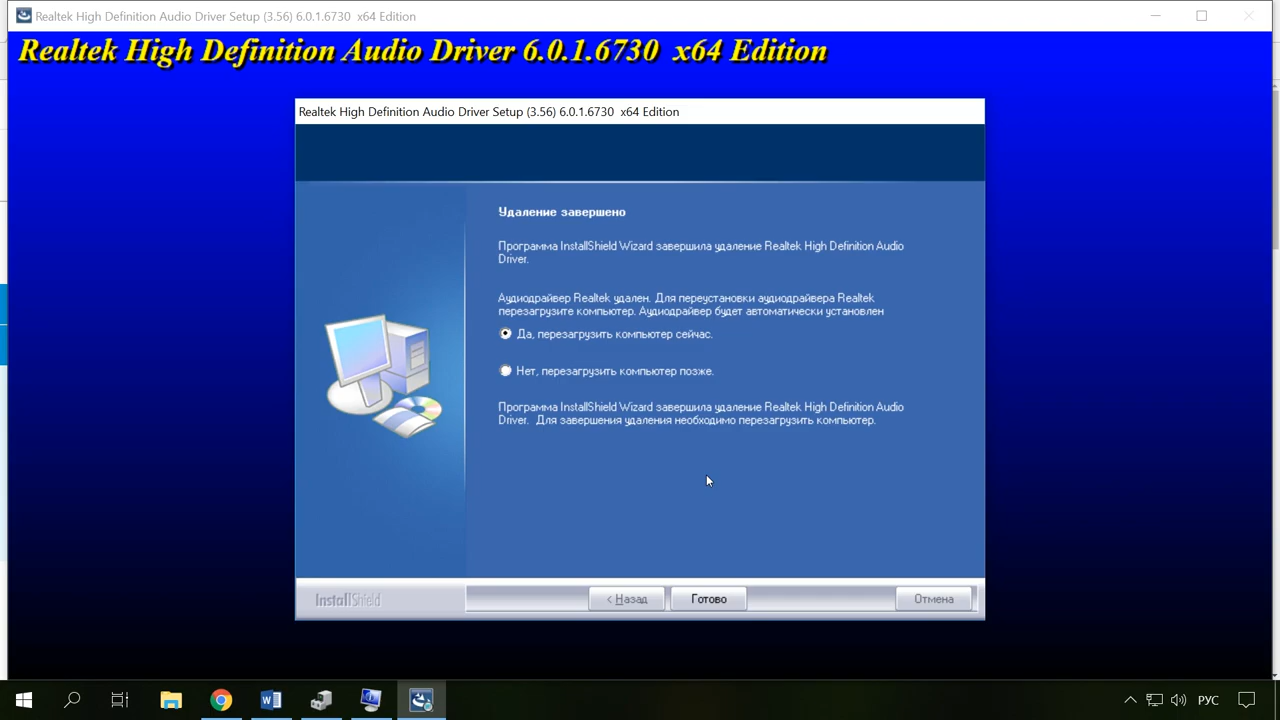 Realtek High Definition Audio Driver Setup (3.56) 6.0.1.6730  x64 Edition
Realtek High Definition Audio Driver 6.0.1.6730  x64 Edition
Realtek High Definition Audio Driver Setup (3.56) 6.0.1.6730  x64 Edition
Удаление завершено
Программа InstallShield Wizard завершила удаление Realtek High Definition Audio
Driver.
Аудиодрайвер Realtek удален. Для переустановки аудиодрайвера Realtek
перезагрузите компьютер. Аудиодрайвер будет автоматически установлен
Да, перезагрузить компьютер сейчас.
Нет, перезагрузить компьютер позже.
Программа InstallShield Wizard завершила удаление Realtek High Definition Audio
Driver.  Для завершения удаления необходимо перезагрузить компьютер.
InstallShield
< Назад
Готово
Отмена
РУС